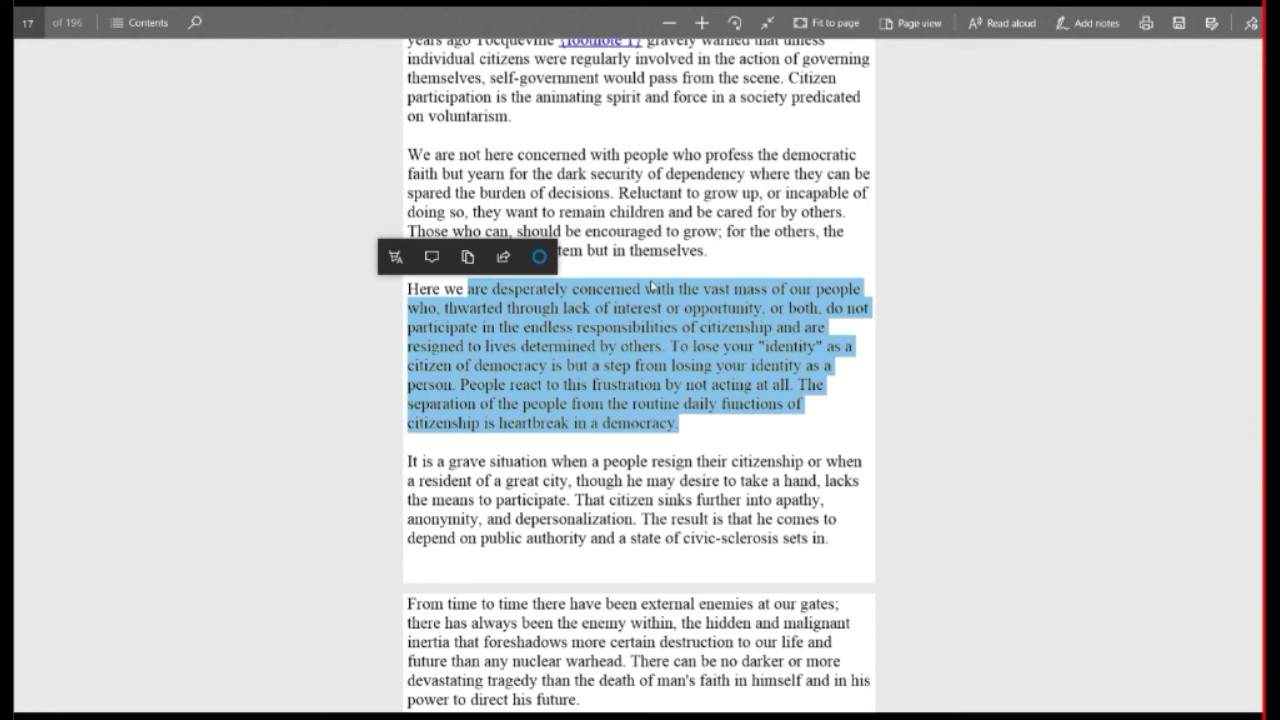 17 of 196 Contents Fit to page Page view Read aloud Add notes
years ago Tocqueville [footnote 1] gravely warned that unless
individual citizens were regularly involved in the action of governing
themselves, self-government would pass from the scene. Citizen
participation is the animating spirit and force in a society predicated
on voluntarism.
We are not here concerned with people who profess the democratic
faith but yearn for the dark security of dependency where they can be
spared the burden of decisions. Reluctant to grow up, or incapable of
doing so, they want to remain children and be cared for by others.
Those who can, should be encouraged to grow; for the others, the
tem but in themselves.
Here we are desperately concerned with the vast mass of our people
who, thwarted through lack of interest or opportunity, or both, do not
participate in the endless responsibilities of citizenship and are
resigned to lives determined by others. To lose your "identity" as a
citizen of democracy is but a step from losing your identity as a
person. People react to this frustration by not acting at all. The
separation of the people from the routine daily functions of
citizenship is heartbreak in a democracy.
It is a grave situation when a people resign their citizenship or when
a resident of a great city, though he may desire to take a hand, lacks
the means to participate. That citizen sinks further into apathy,
anonymity, and depersonalization. The result is that he comes to
depend on public authority and a state of civic-sclerosis sets in.
From time to time there have been external enemies at our gates;
there has always been the enemy within, the hidden and malignant
inertia that foreshadows more certain destruction to our life and
future than any nuclear warhead. There can be no darker or more
devastating tragedy than the death of man's faith in himself and in his
power to direct his future.